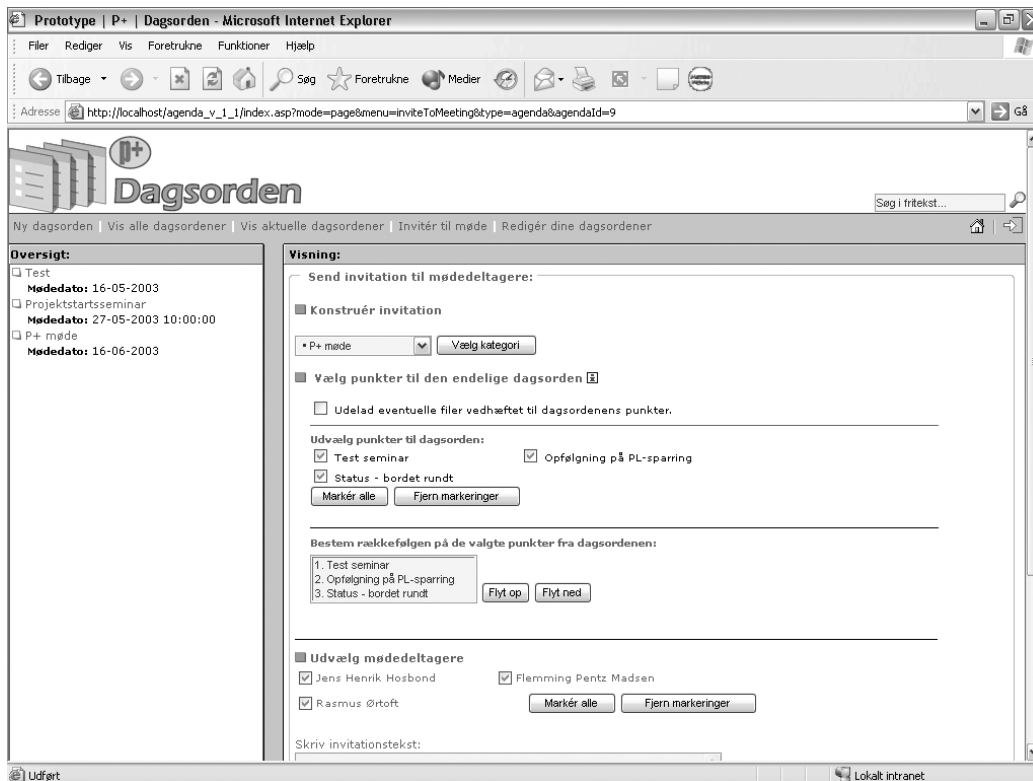 Prototype | P+ | Dagsorden - Microsoft Internet Explorer
Filer Rediger Vis Foretrukne Funktioner Hjælp
Tilbage Søg Foretrukne Medier
Adresse http://localhost/agenda_v_1_1/index.asp?mode=page&menu=inviteToMeeting&type=agenda&agendaId=9 Gå
p+
Dagsorden
Søg i fritekst...
Ny dagsorden | Vis alle dagsordener | Vis aktuelle dagsordener | Invitér til møde | Redigér dine dagsordener
Oversigt:
Test
Mødedato: 16-05-2003
Projektstartsseminar
Mødedato: 27-05-2003 10:00:00
P+ møde
Mødedato: 16-06-2003
Visning:
Send invitation til mødedeltagere:
Konstruér invitation
P+ møde Vælg kategori
Vælg punkter til den endelige dagsorden
Udelad eventuelle filer vedhæftet til dagsordenens punkter.
Udvælg punkter til dagsorden:
Test seminar Opfølgning på PL-sparring
Status - bordet rundt
Markér alle Fjern markeringer
Bestem rækkefølgen på de valgte punkter fra dagsordenen:
1. Test seminar
2. Opfølgning på PL-sparring
3. Status - bordet rundt
Flyt op Flyt ned
Udvælg mødedeltagere
Jens Henrik Hosbond Flemming Pentz Madsen
Rasmus Ørtoft Markér alle Fjern markeringer
Skriv invitationstekst:
Udført Lokalt intranet